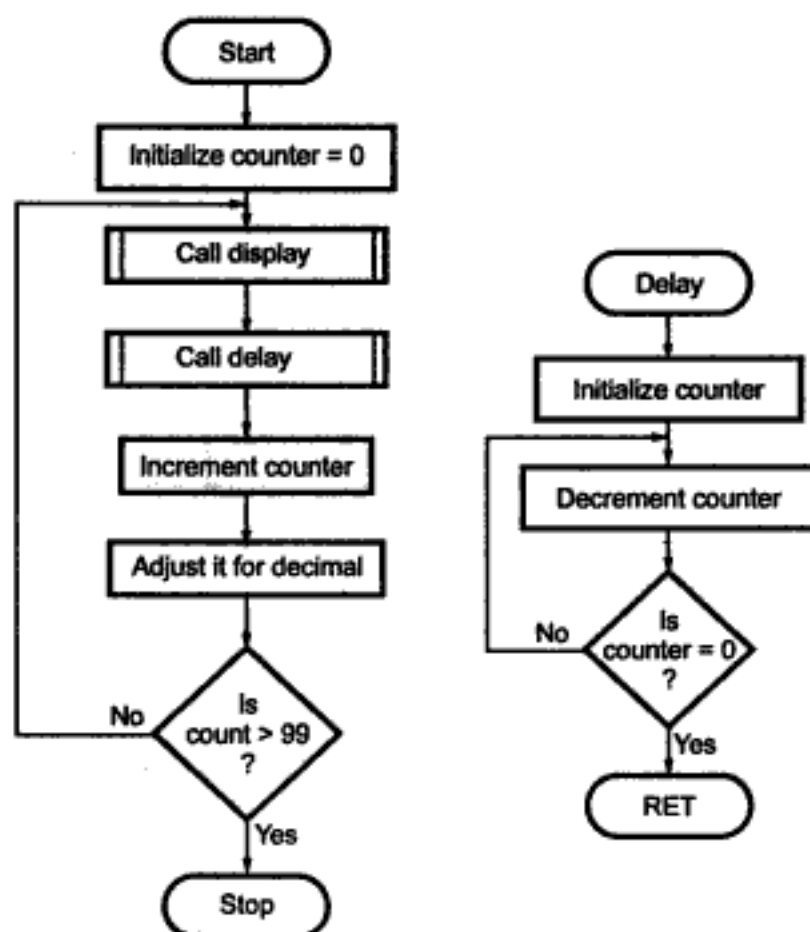 Start
Initialize counter = 0
Call display
Call delay
Increment counter
Adjust it for decimal
Is
count > 99
?
No
Yes
Stop
Delay
Initialize counter
Decrement counter
Is
counter = 0
?
No
Yes
RET